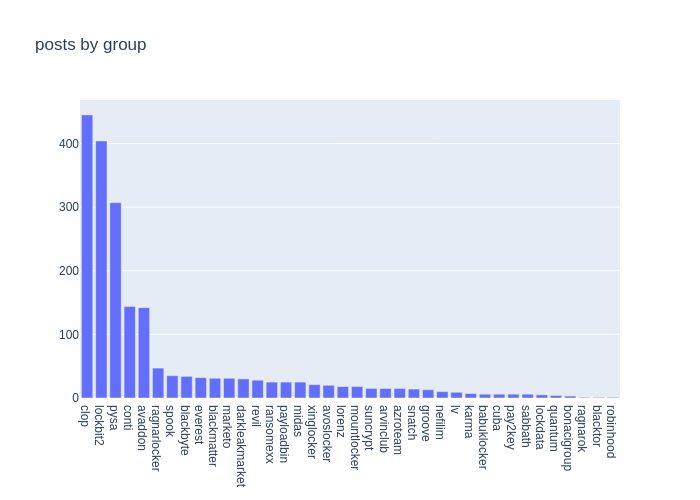 posts by group
400
300
200
100
0
clop
lockbit2
pysa
conti
avaddon
ragnarlocker
spook
blackbyte
everest
blackmatter
marketo
darkleakmarket
revil
ransomexx
payloadbin
midas
xinglocker
avoslocker
lorenz
mountlocker
suncrypt
arvinclub
azroteam
snatch
groove
nefilim
lv
karma
babuklocker
cuba
pay2key
sabbath
lockdata
quantum
bonacigroup
ragnarok
blacktor
robinhood